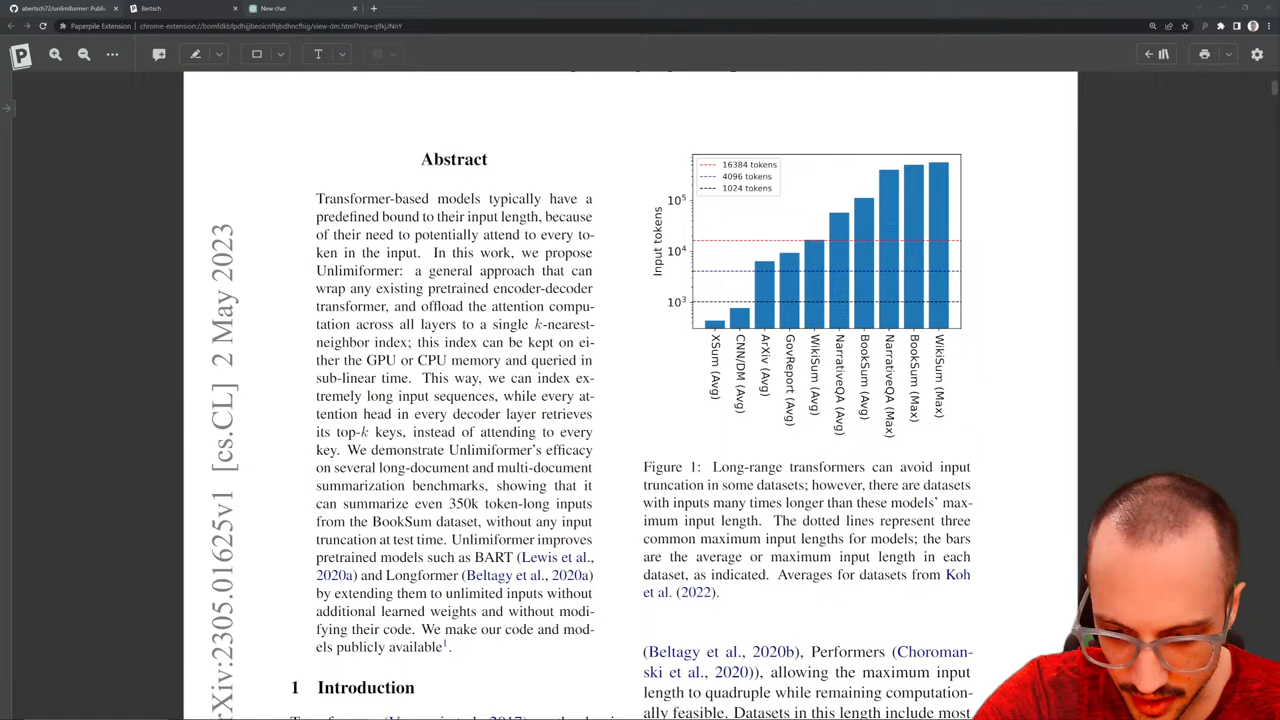 abertsch72/unlimiformer: Public
Bertsch
New chat
Paperpile Extension
chrome-extension://bomfdkbfpdhijjbeoicnfhjbdhncfhig/view-dm.html?mp=q9kjJNnY
P
T
Abstract
Transformer-based models typically have a
predefined bound to their input length, because
of their need to potentially attend to every to-
ken in the input. In this work, we propose
Unlimiformer: a general approach that can
wrap any existing pretrained encoder-decoder
transformer, and offload the attention compu-
tation across all layers to a single k-nearest-
neighbor index; this index can be kept on ei-
ther the GPU or CPU memory and queried in
sub-linear time. This way, we can index ex-
tremely long input sequences, while every at-
tention head in every decoder layer retrieves
its top-k keys, instead of attending to every
key. We demonstrate Unlimiformer's efficacy
on several long-document and multi-document
summarization benchmarks, showing that it
can summarize even 350k token-long inputs
from the BookSum dataset, without any input
truncation at test time. Unlimiformer improves
pretrained models such as BART (Lewis et al.,
2020a) and Longformer (Beltagy et al., 2020a)
by extending them to unlimited inputs without
additional learned weights and without modi-
fying their code. We make our code and mod-
els publicly available1.
1 Introduction
arXiv:2305.01625v1 [cs.CL] 2 May 2023
16384 tokens
4096 tokens
1024 tokens
Input tokens
10^5
10^4
10^3
XSum (Avg)
CNN/DM (Avg)
ArXiv (Avg)
GovReport (Avg)
WikiSum (Avg)
NarrativeQA (Avg)
BookSum (Avg)
NarrativeQA (Max)
BookSum (Max)
WikiSum (Max)
Figure 1: Long-range transformers can avoid input
truncation in some datasets; however, there are datasets
with inputs many times longer than these models' max-
imum input length. The dotted lines represent three
common maximum input lengths for models; the bars
are the average or maximum input length in each
dataset, as indicated. Averages for datasets from Koh
et al. (2022).
(Beltagy et al., 2020b), Performers (Choroman-
ski et al., 2020)), allowing the maximum input
length to quadruple while remaining computation-
ally feasible. Datasets in this length include most